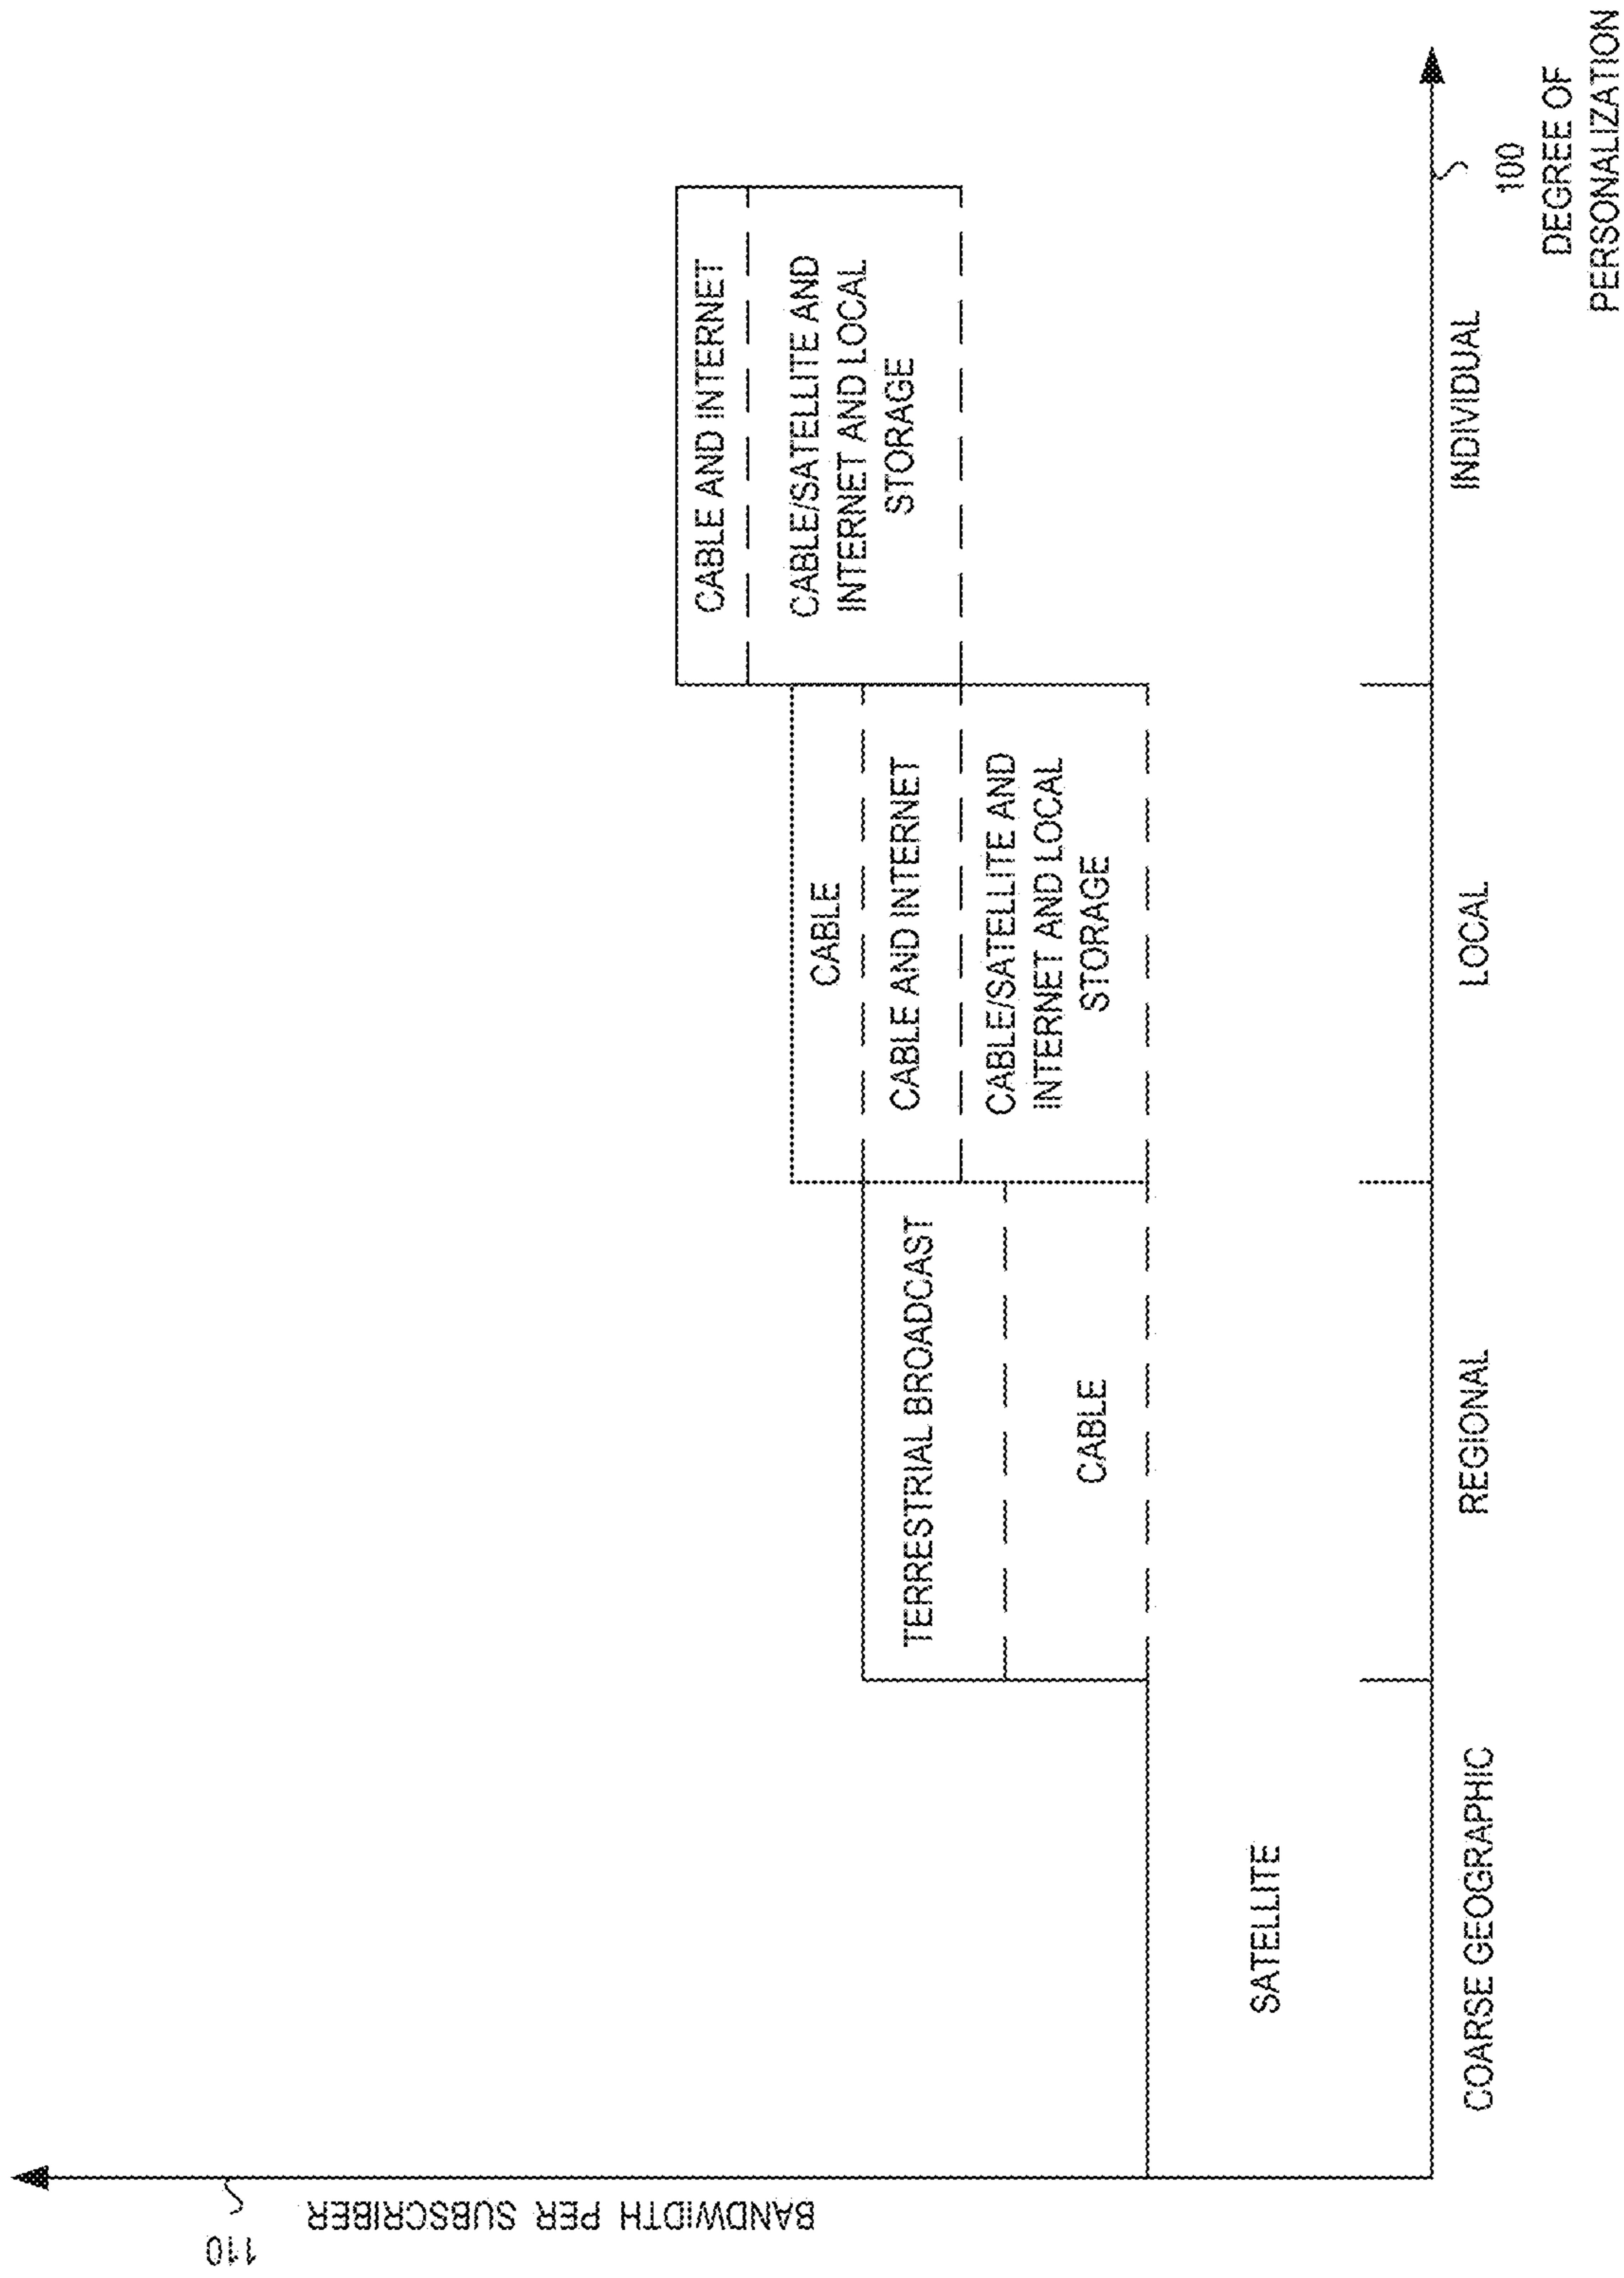 110
BANDWIDTH PER SUBSCRIBER
SATELLITE
TERRESTRIAL BROADCAST
CABLE
CABLE
CABLE AND INTERNET
CABLE/SATELLITE AND
INTERNET AND LOCAL
STORAGE
CABLE AND INTERNET
CABLE/SATELLITE AND
INTERNET AND LOCAL
STORAGE
COARSE GEOGRAPHIC
REGIONAL
LOCAL
INDIVIDUAL
100
DEGREE OF
PERSONALIZATION